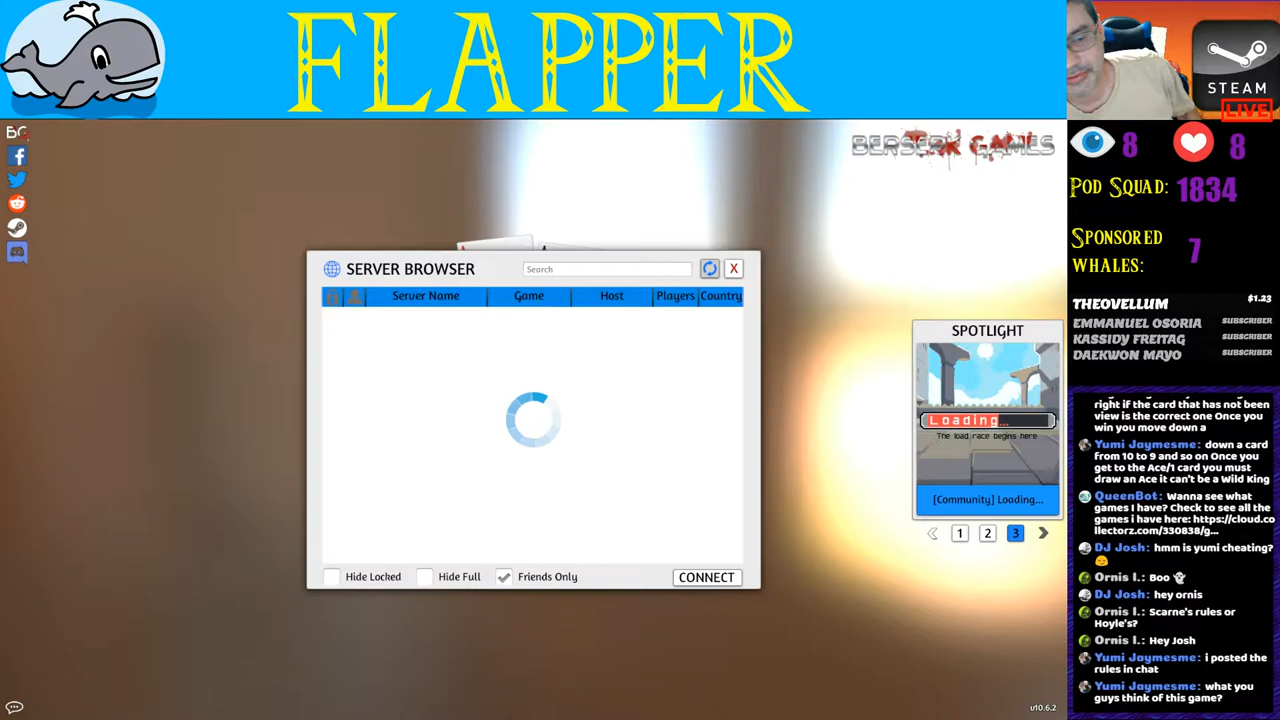 FLAPPER
STEAM
LIVE
BERSERK GAMES
8
8
POD SQUAD: 1834
SPONSORED
WHALES: 7
THEOVELLUM $1.23
EMMANUEL OSORIA SUBSCRIBER
KASSIDY FREITAG SUBSCRIBER
DAEKWON MAYO SUBSCRIBER
SERVER BROWSER
Search
X
Server Name
Game
Host
Players
Country
Hide Locked
Hide Full
Friends Only
CONNECT
SPOTLIGHT
Loading...
The load race begins here
[Community] Loading...
1
2
3
right if the card that has not been
view is the correct one Once you
win you move down a
Yumi Jaymesme: down a card
from 10 to 9 and so on Once you
get to the Ace/1 card you must
draw an Ace it can't be a Wild King
QueenBot: Wanna see what
games I have? Check to see all the
games i have here: https://cloud.co
llectorz.com/330838/g...
DJ Josh: hmm is yumi cheating?
Ornis I.: Boo
DJ Josh: hey ornis
Ornis I.: Scarne's rules or
Hoyle's?
Ornis I.: Hey Josh
Yumi Jaymesme: i posted the
rules in chat
Yumi Jaymesme: what you
guys think of this game?
v10.6.2